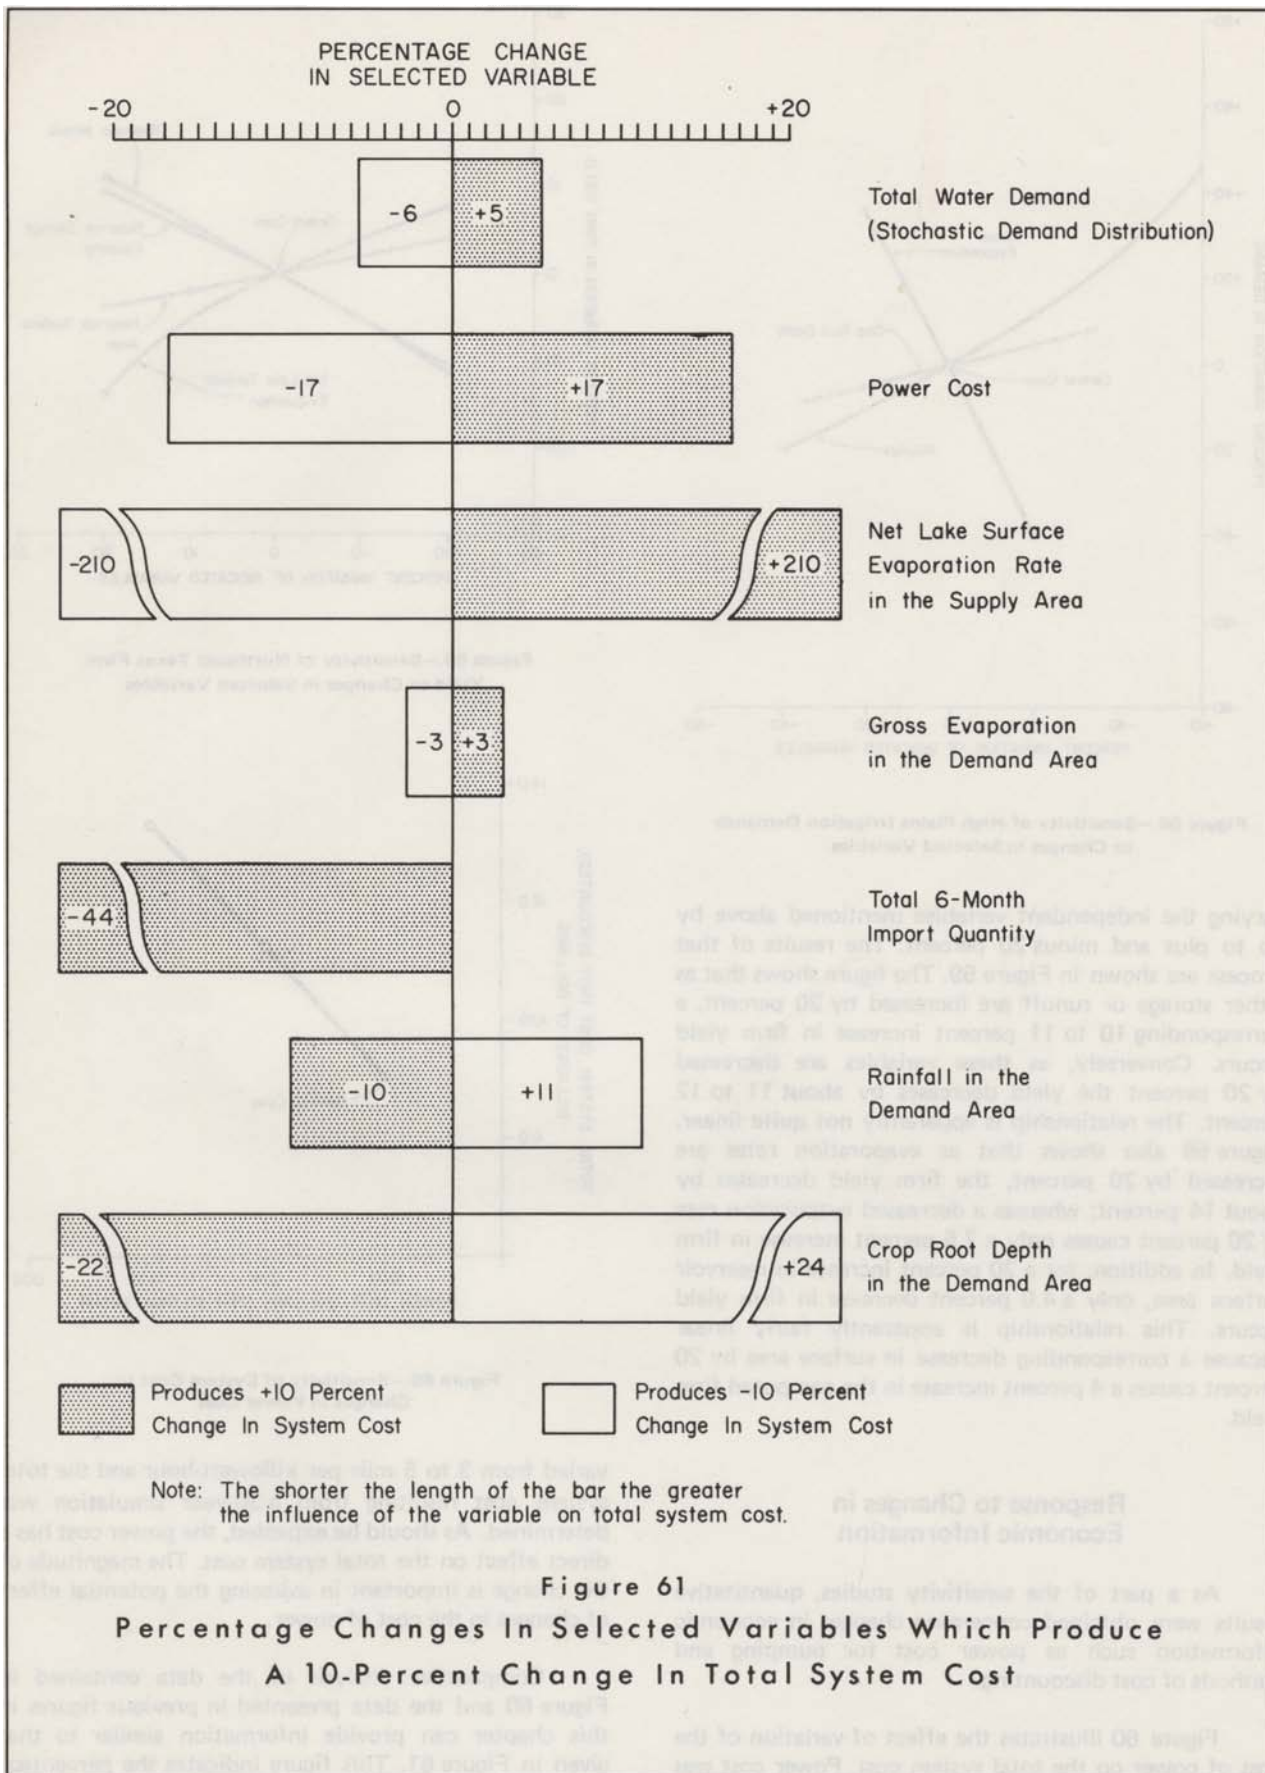 PERCENTAGE CHANGE
IN SELECTED VARIABLE
-20 0 +20
-6 +5
Total Water Demand
(Stochastic Demand Distribution)
-17 +17
Power Cost
-210 +210
Net Lake Surface
Evaporation Rate
in the Supply Area
-3 +3
Gross Evaporation
in the Demand Area
-44
Total 6-Month
Import Quantity
-10 +11
Rainfall in the
Demand Area
-22 +24
Crop Root Depth
in the Demand Area
Produces +10 Percent
Change In System Cost
Produces -10 Percent
Change In System Cost
Note: The shorter the length of the bar the greater
the influence of the variable on total system cost.
Figure 61
Percentage Changes In Selected Variables Which Produce
A 10-Percent Change In Total System Cost